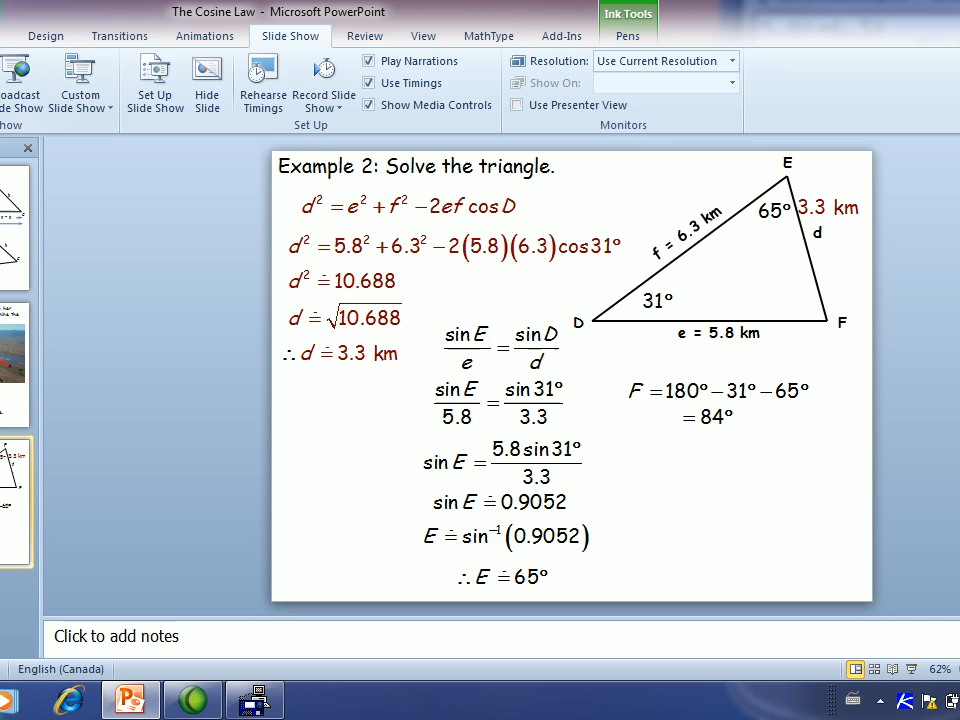 The Cosine Law - Microsoft PowerPoint
Ink Tools
Design Transitions Animations Slide Show Review View MathType Add-Ins Pens
Custom Slide Show
Set Up Slide Show
Hide Slide
Rehearse Timings
Record Slide Show
Play Narrations
Use Timings
Show Media Controls
Set Up
Resolution: Use Current Resolution
Show On:
Use Presenter View
Monitors
Example 2: Solve the triangle.
d² = e² + f² − 2ef cos D
d² = 5.8² + 6.3² − 2(5.8)(6.3)cos31°
d² ≐ 10.688
d ≐ √10.688
∴ d ≐ 3.3 km
E
65° 3.3 km
d
f = 6.3 km
31°
D
F
e = 5.8 km
sin E / e = sin D / d
sin E / 5.8 = sin31° / 3.3
sin E = 5.8 sin31° / 3.3
sin E ≐ 0.9052
E ≐ sin⁻¹(0.9052)
∴ E ≐ 65°
F = 180° − 31° − 65°
= 84°
Click to add notes
English (Canada)
62%